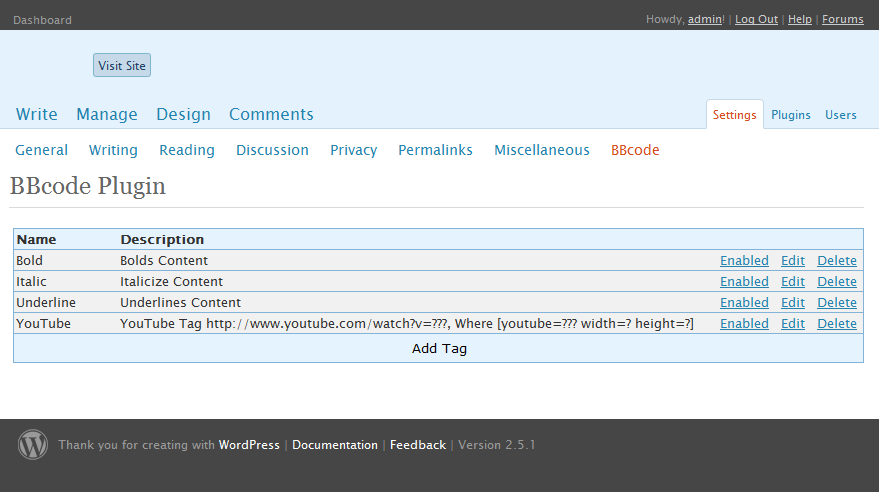 Dashboard Howdy, admin! | Log Out | Help | Forums
Visit Site
Write Manage Design Comments Settings Plugins Users
General Writing Reading Discussion Privacy Permalinks Miscellaneous BBcode
BBcode Plugin
Name Description
Bold Bolds Content Enabled Edit Delete
Italic Italicize Content Enabled Edit Delete
Underline Underlines Content Enabled Edit Delete
YouTube YouTube Tag http://www.youtube.com/watch?v=???, Where [youtube=??? width=? height=?] Enabled Edit Delete
Add Tag
Thank you for creating with WordPress | Documentation | Feedback | Version 2.5.1